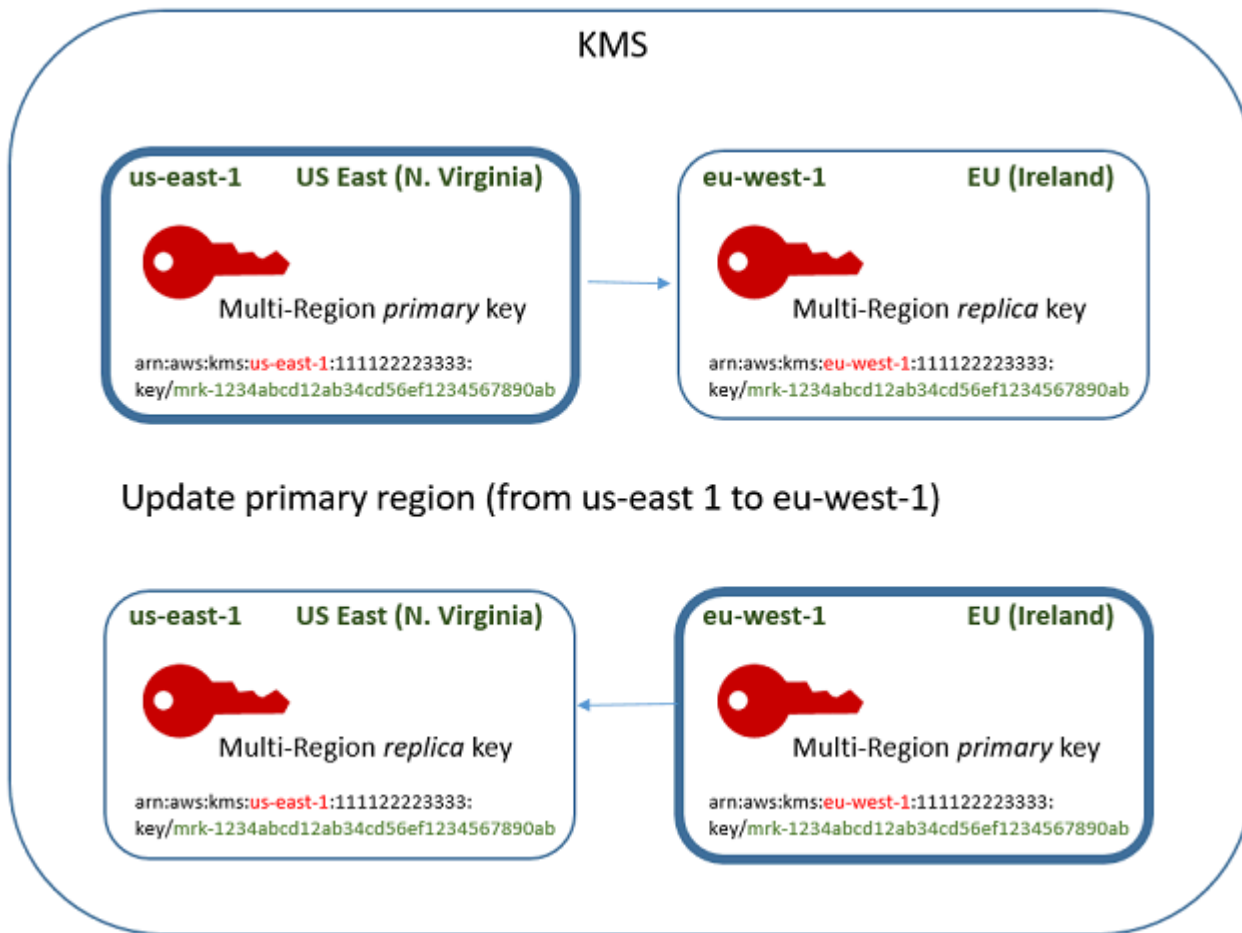 KMS
us-east-1 US East (N. Virginia)
Multi-Region primary key
arn:aws:kms:us-east-1:111122223333:
key/mrk-1234abcd12ab34cd56ef1234567890ab
eu-west-1 EU (Ireland)
Multi-Region replica key
arn:aws:kms:eu-west-1:111122223333:
key/mrk-1234abcd12ab34cd56ef1234567890ab
Update primary region (from us-east 1 to eu-west-1)
us-east-1 US East (N. Virginia)
Multi-Region replica key
arn:aws:kms:us-east-1:111122223333:
key/mrk-1234abcd12ab34cd56ef1234567890ab
eu-west-1 EU (Ireland)
Multi-Region primary key
arn:aws:kms:eu-west-1:111122223333:
key/mrk-1234abcd12ab34cd56ef1234567890ab